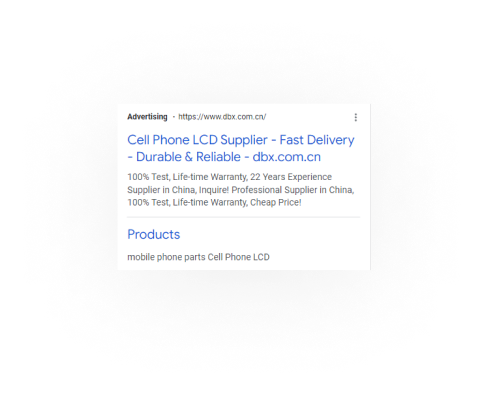 Advertising · https://www.dbx.com.cn/
Cell Phone LCD Supplier - Fast Delivery
- Durable & Reliable - dbx.com.cn
100% Test, Life-time Warranty, 22 Years Experience
Supplier in China, Inquire! Professional Supplier in China,
100% Test, Life-time Warranty, Cheap Price!
Products
mobile phone parts Cell Phone LCD